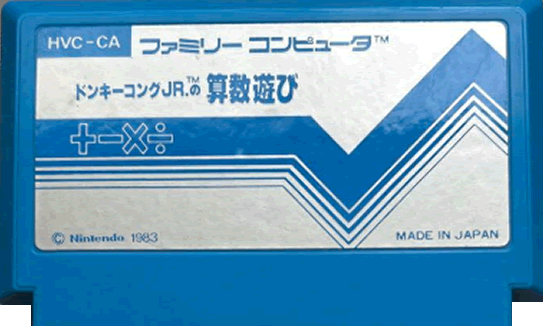 HVC-CA ファミリー コンピュータ™
ドンキーコングJR.™の 算数遊び
+−×÷
© Nintendo 1983
MADE IN JAPAN